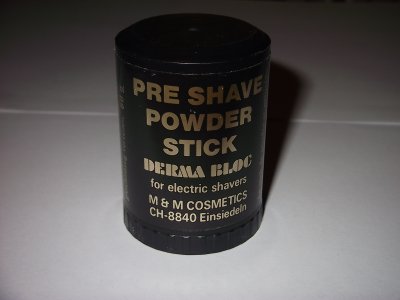 PRE SHAVE
POWDER
STICK
DERMA BLOC
for electric shavers
M & M COSMETICS
CH-8840 Einsiedeln